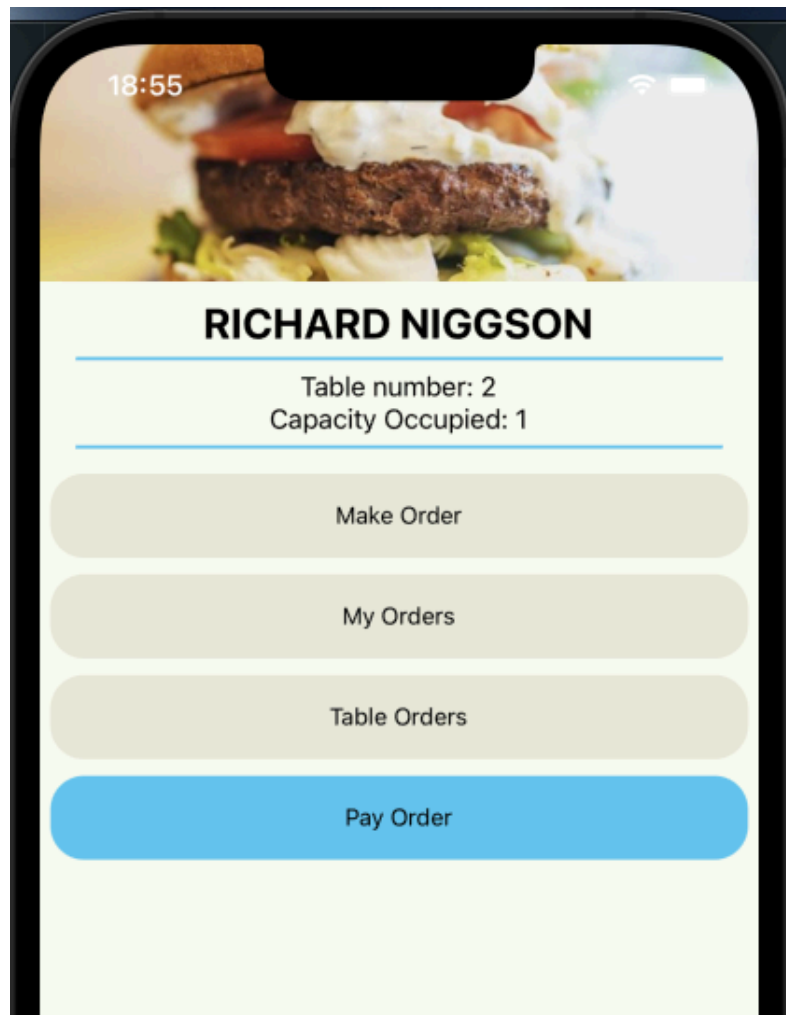 18:55
RICHARD NIGGSON
Table number: 2
Capacity Occupied: 1
Make Order
My Orders
Table Orders
Pay Order